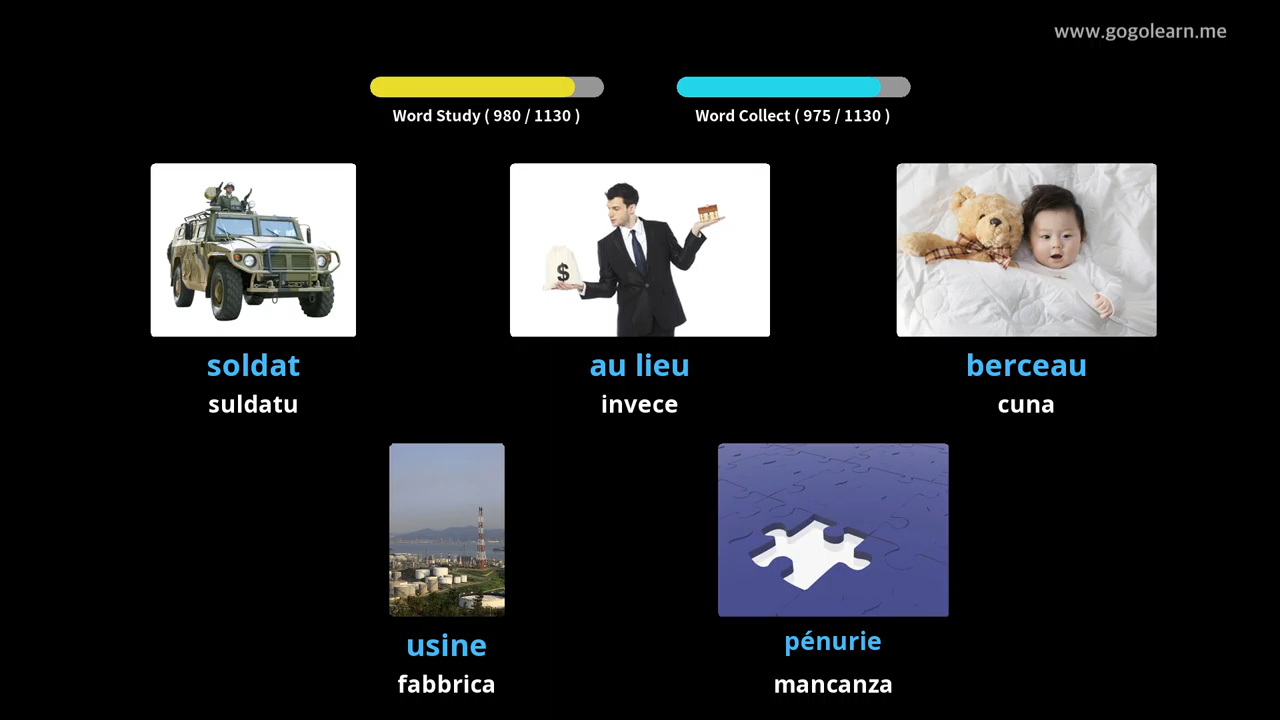 www.gogolearn.me
Word Study ( 980 / 1130 )
Word Collect ( 975 / 1130 )
$
soldat
suldatu
au lieu
invece
berceau
cuna
usine
fabbrica
pénurie
mancanza